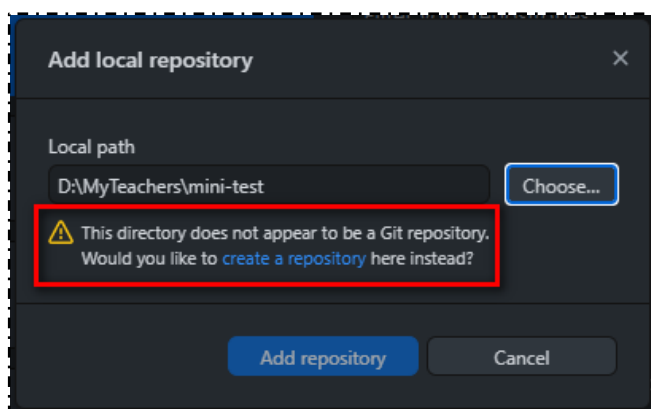 Add local repository
Local path
D:\MyTeachers\mini-test
Choose...
This directory does not appear to be a Git repository.
Would you like to create a repository here instead?
Add repository
Cancel